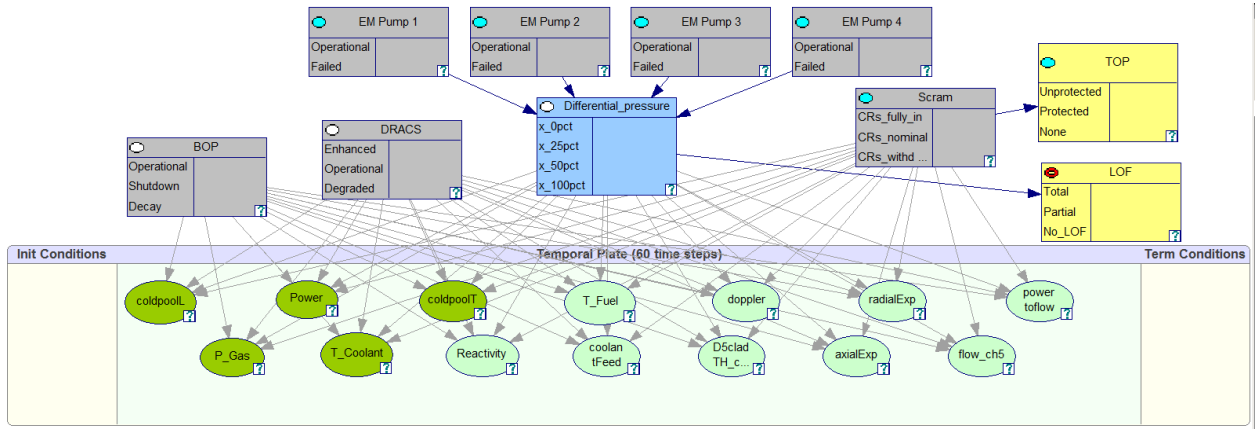 EM Pump 1
Operational
Failed
?
EM Pump 2
Operational
Failed
?
EM Pump 3
Operational
Failed
?
EM Pump 4
Operational
Failed
?
TOP
Unprotected
Protected
None
?
Differential_pressure
x_0pct
x_25pct
x_50pct
x_100pct
?
Scram
CRs_fully_in
CRs_nominal
CRs_withd ...
?
DRACS
Enhanced
Operational
Degraded
?
BOP
Operational
Shutdown
Decay
?
LOF
Total
Partial
No_LOF
?
Init Conditions
Temporal Plate (60 time steps)
Term Conditions
coldpoolL
?
Power
?
coldpoolT
?
T_Fuel
?
doppler
?
radialExp
?
power
toflow
?
P_Gas
?
T_Coolant
?
Reactivity
?
coolan
tFeed
?
D5clad
TH_c...
?
axialExp
?
flow_ch5
?